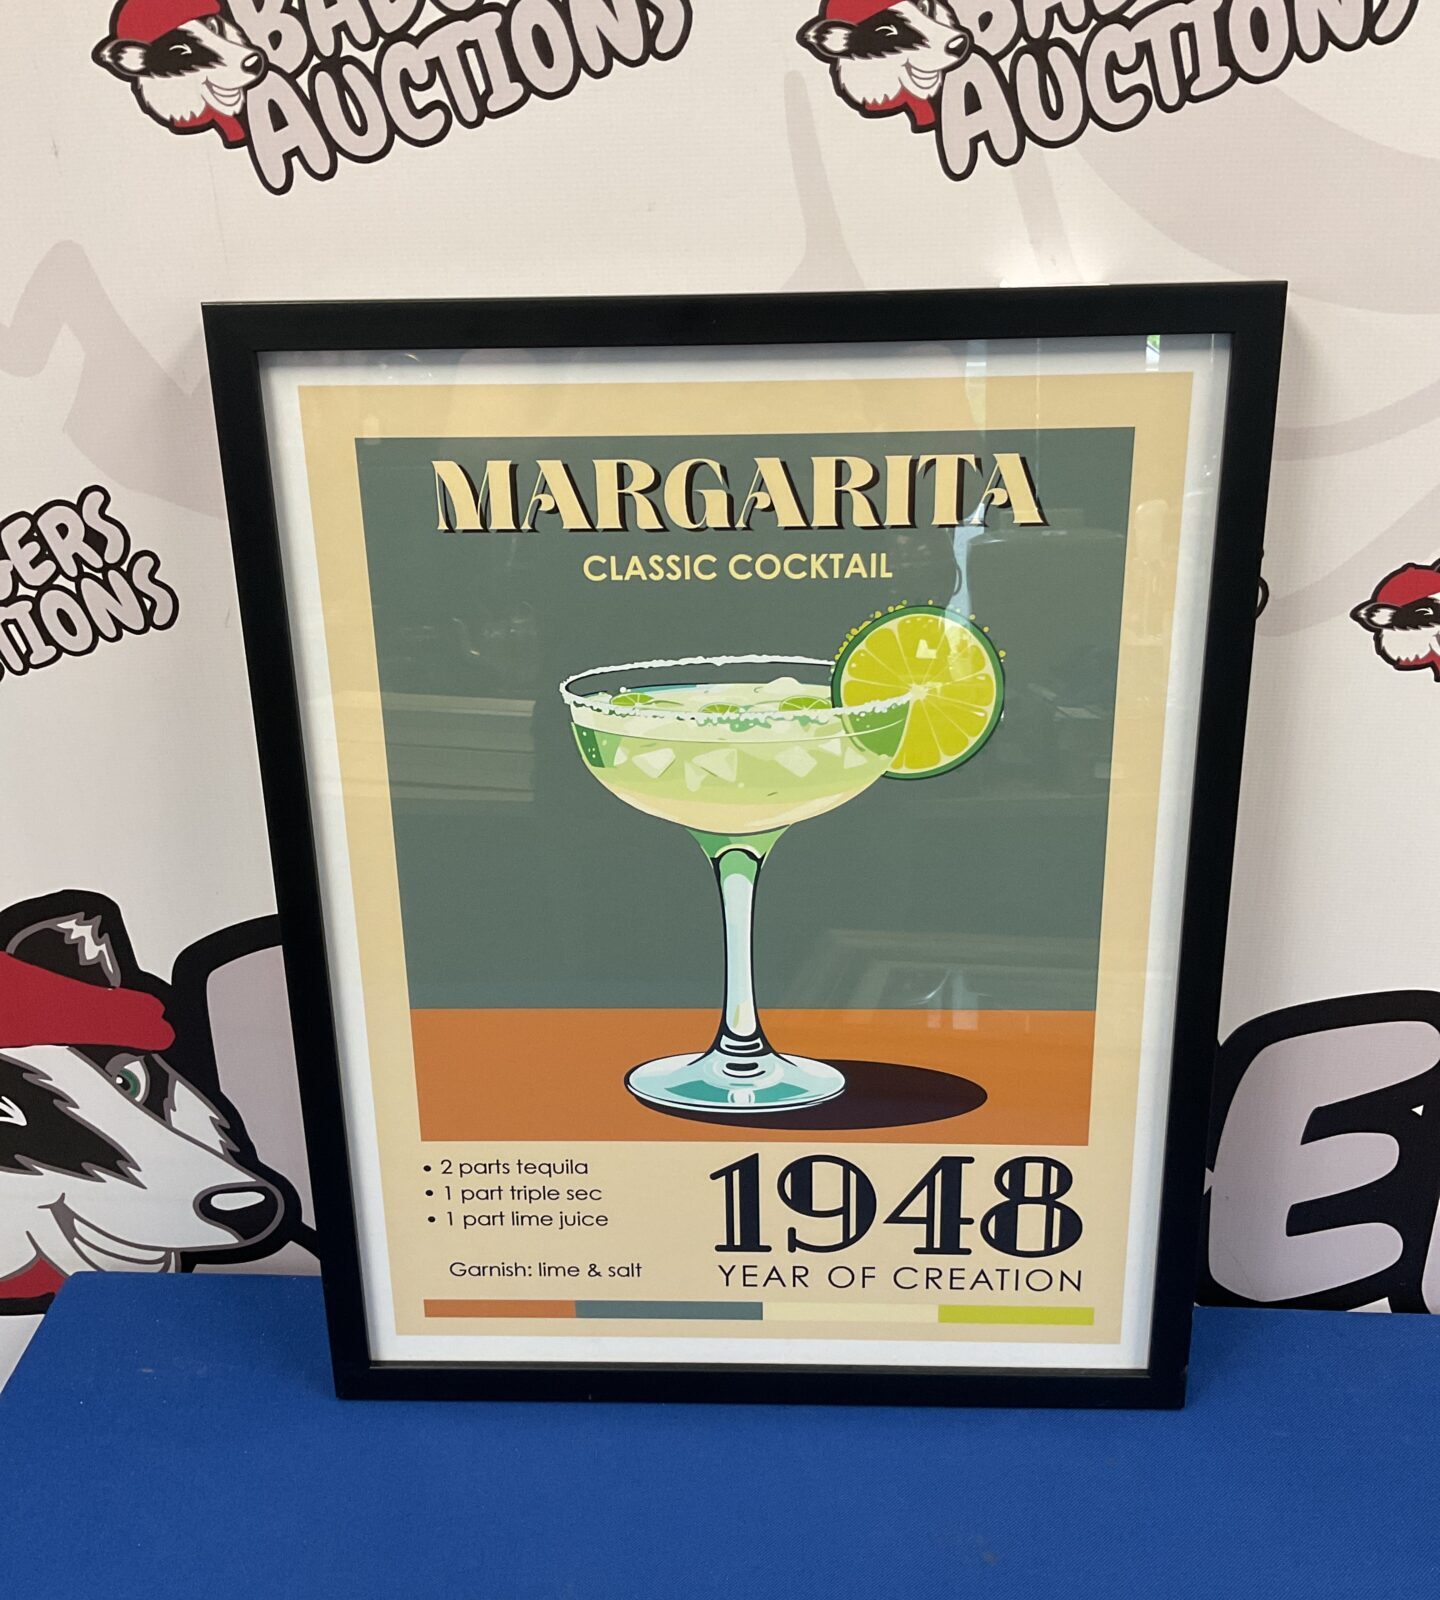 AUCTIONS
AUCTIONS
MARGARITA
CLASSIC COCKTAIL
• 2 parts tequila
• 1 part triple sec
• 1 part lime juice
Garnish: lime & salt
1948
YEAR OF CREATION